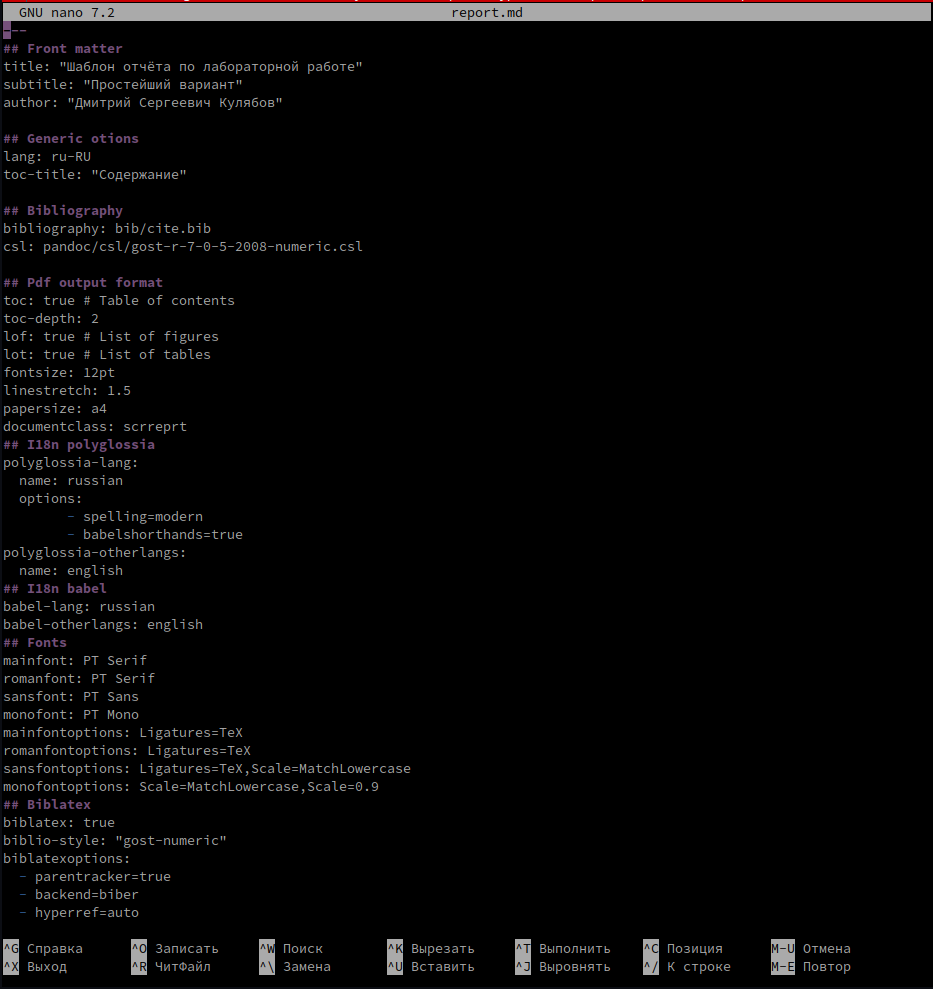 GNU nano 7.2 report.md
---
## Front matter
title: "Шаблон отчёта по лабораторной работе"
subtitle: "Простейший вариант"
author: "Дмитрий Сергеевич Кулябов"
## Generic otions
lang: ru-RU
toc-title: "Содержание"
## Bibliography
bibliography: bib/cite.bib
csl: pandoc/csl/gost-r-7-0-5-2008-numeric.csl
## Pdf output format
toc: true # Table of contents
toc-depth: 2
lof: true # List of figures
lot: true # List of tables
fontsize: 12pt
linestretch: 1.5
papersize: a4
documentclass: scrreprt
## I18n polyglossia
polyglossia-lang:
  name: russian
  options:
        - spelling=modern
        - babelshorthands=true
polyglossia-otherlangs:
  name: english
## I18n babel
babel-lang: russian
babel-otherlangs: english
## Fonts
mainfont: PT Serif
romanfont: PT Serif
sansfont: PT Sans
monofont: PT Mono
mainfontoptions: Ligatures=TeX
romanfontoptions: Ligatures=TeX
sansfontoptions: Ligatures=TeX,Scale=MatchLowercase
monofontoptions: Scale=MatchLowercase,Scale=0.9
## Biblatex
biblatex: true
biblio-style: "gost-numeric"
biblatexoptions:
  - parentracker=true
  - backend=biber
  - hyperref=auto
^G Справка ^O Записать ^W Поиск ^K Вырезать ^T Выполнить ^C Позиция M-U Отмена
^X Выход ^R ЧитФайл ^\ Замена ^U Вставить ^J Выровнять ^/ К строке M-E Повтор